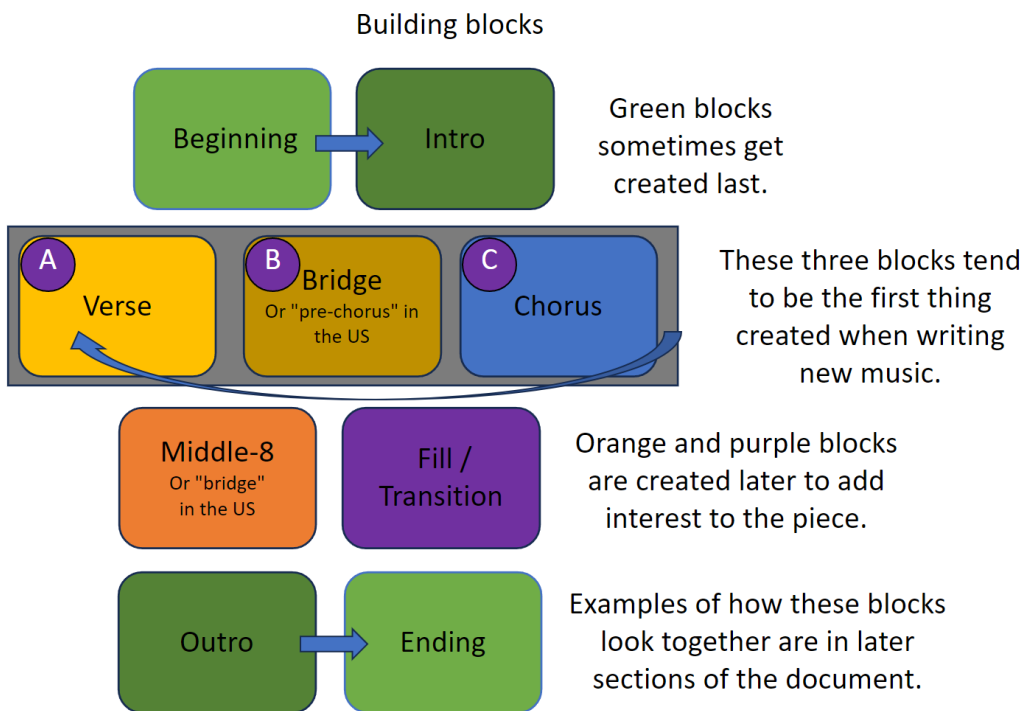 Building blocks
Beginning
Intro
Green blocks
sometimes get
created last.
A
Verse
B
Bridge
Or "pre-chorus" in
the US
C
Chorus
These three blocks tend
to be the first thing
created when writing
new music.
Middle-8
Or "bridge"
in the US
Fill /
Transition
Orange and purple blocks
are created later to add
interest to the piece.
Outro
Ending
Examples of how these blocks
look together are in later
sections of the document.